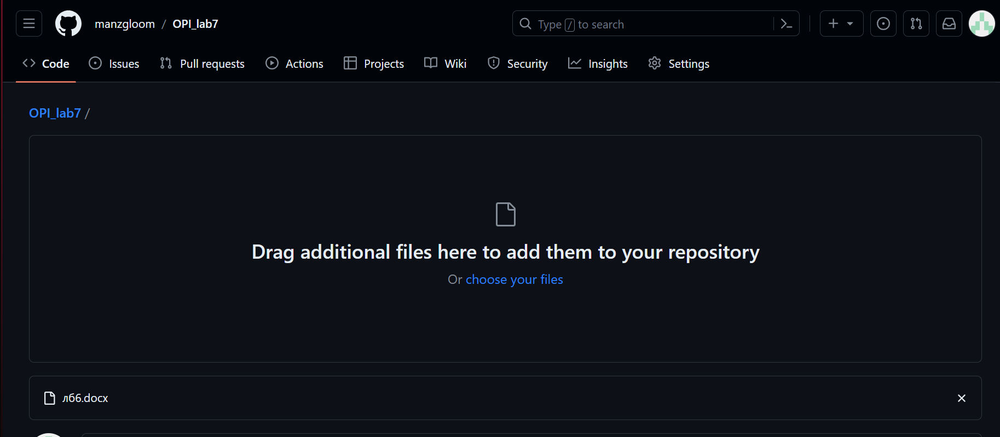 manzgloom / OPI_lab7
Type / to search
Code Issues Pull requests Actions Projects Wiki Security Insights Settings
OPI_lab7 /
Drag additional files here to add them to your repository
Or choose your files
лб6.docx